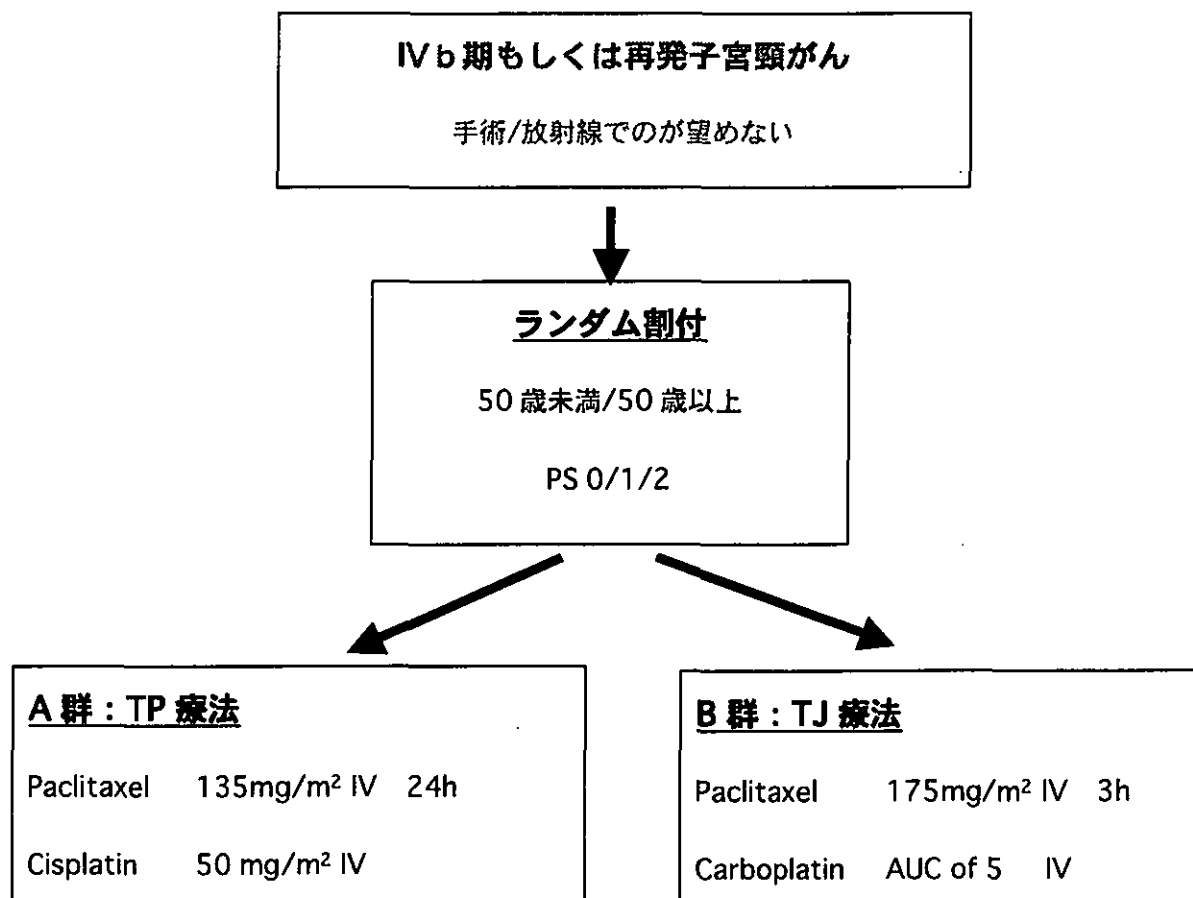 Ⅳb期もしくは再発子宮頸がん
手術/放射線でのが望めない
ランダム割付
50歳未満/50歳以上
PS 0/1/2
A群：TP療法
Paclitaxel 135mg/m² IV 24h
Cisplatin 50 mg/m² IV
B群：TJ療法
Paclitaxel 175mg/m² IV 3h
Carboplatin AUC of 5 IV